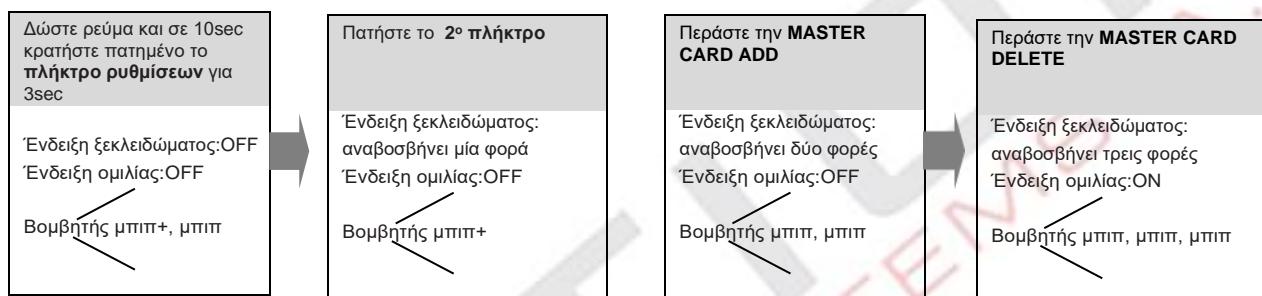 Δώστε ρεύμα και σε 10sec
κρατήστε πατημένο το
πλήκτρο ρυθμίσεων για
3sec
Ένδειξη ξεκλειδώματος:OFF
Ένδειξη ομιλίας:OFF
Βομβητής μπιπ+, μπιπ
Πατήστε το 2ο πλήκτρο
Ένδειξη ξεκλειδώματος:
αναβοσβήνει μία φορά
Ένδειξη ομιλίας:OFF
Βομβητής μπιπ+
Περάστε την MASTER
CARD ADD
Ένδειξη ξεκλειδώματος:
αναβοσβήνει δύο φορές
Ένδειξη ομιλίας:OFF
Βομβητής μπιπ, μπιπ
Περάστε την MASTER CARD
DELETE
Ένδειξη ξεκλειδώματος:
αναβοσβήνει τρεις φορές
Ένδειξη ομιλίας:ON
Βομβητής μπιπ, μπιπ, μπιπ